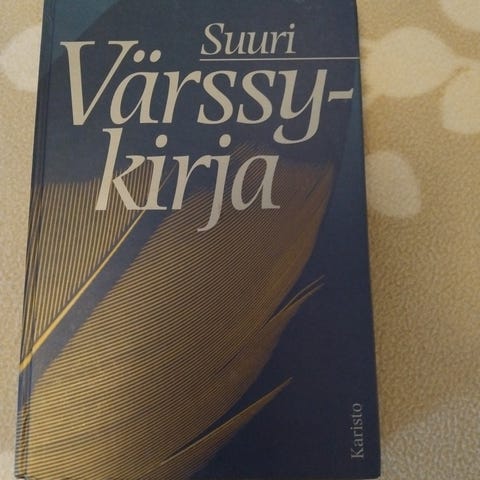 Suuri
Värssy-
kirja
Karisto